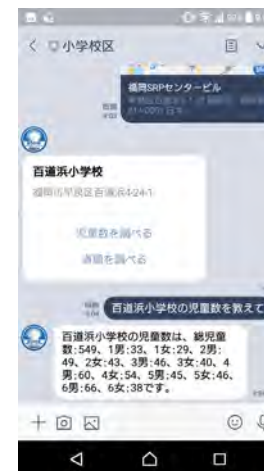 小学校区
福岡SRPセンタービル
百道浜小学校
福岡市早良区百道浜4-24-1
児童数を調べる
道順を調べる
百道浜小学校の児童数を教えて
百道浜小学校の児童数は、総児童
数:549、1男:33、1女:29、2男:
49、2女:43、3男:46、3女:40、4
男:60、4女:54、5男:45、5女:46、
6男:66、6女:38です。